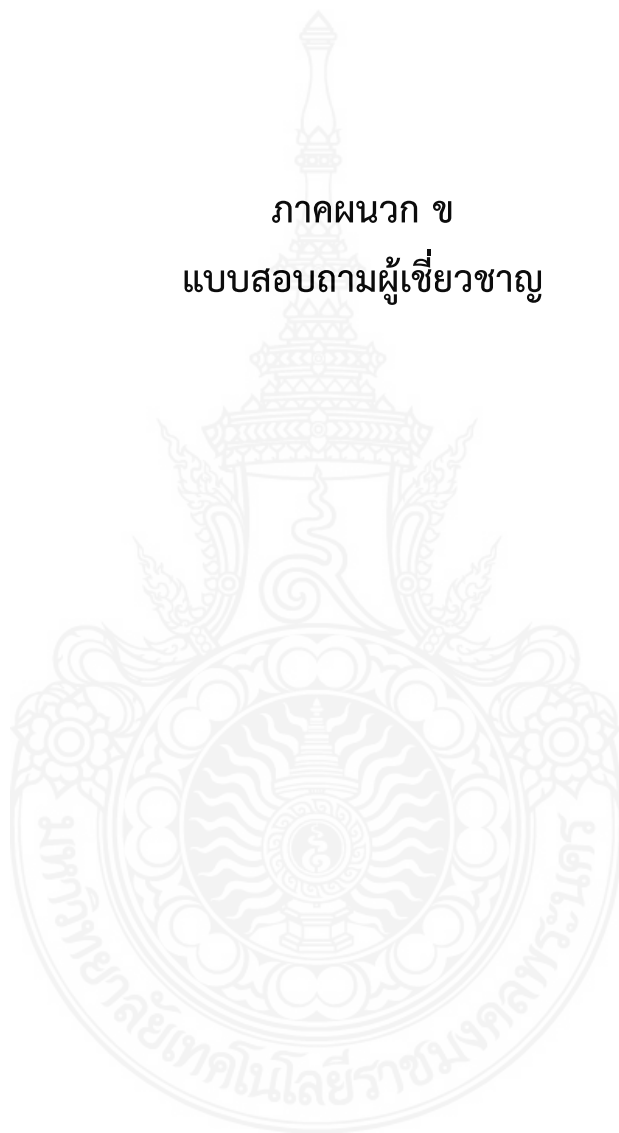 ภาคผนวก ข
แบบสอบถามผู้เชี่ยวชาญ
มหาวิทยาลัยเทคโนโลยีราชมงคลพระนคร